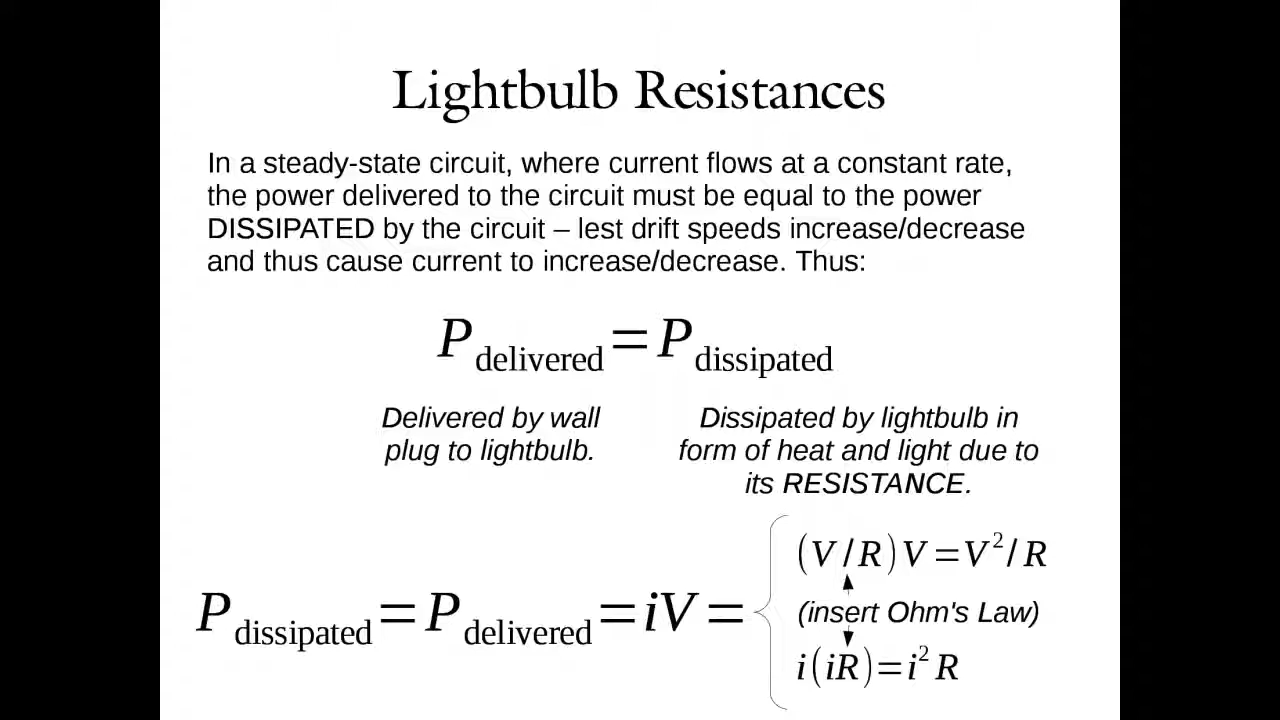 Lightbulb Resistances
In a steady-state circuit, where current flows at a constant rate,
the power delivered to the circuit must be equal to the power
DISSIPATED by the circuit – lest drift speeds increase/decrease
and thus cause current to increase/decrease. Thus:
P delivered = P dissipated
Delivered by wall
plug to lightbulb.
Dissipated by lightbulb in
form of heat and light due to
its RESISTANCE.
P dissipated = P delivered = iV =
(V/R)V=V²/R
(insert Ohm's Law)
i(iR)=i²R